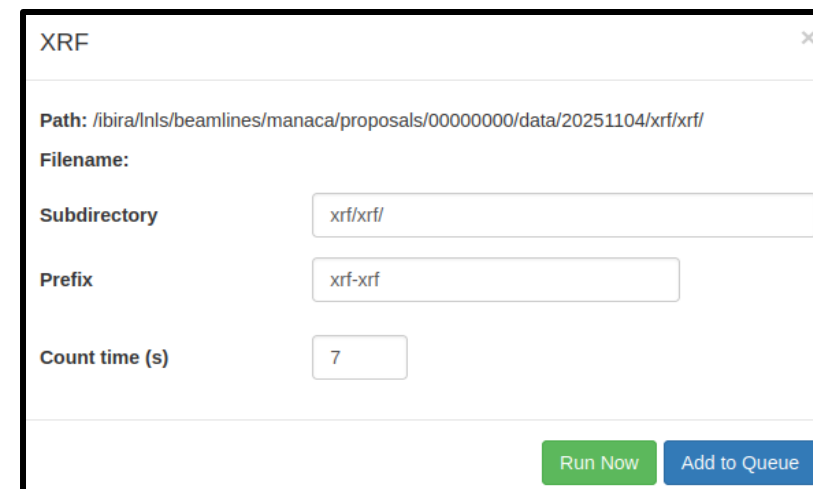 XRF ×
Path: /ibira/lnls/beamlines/manaca/proposals/00000000/data/20251104/xrf/xrf/
Filename:
Subdirectory xrf/xrf/
Prefix xrf-xrf
Count time (s) 7
Run Now Add to Queue